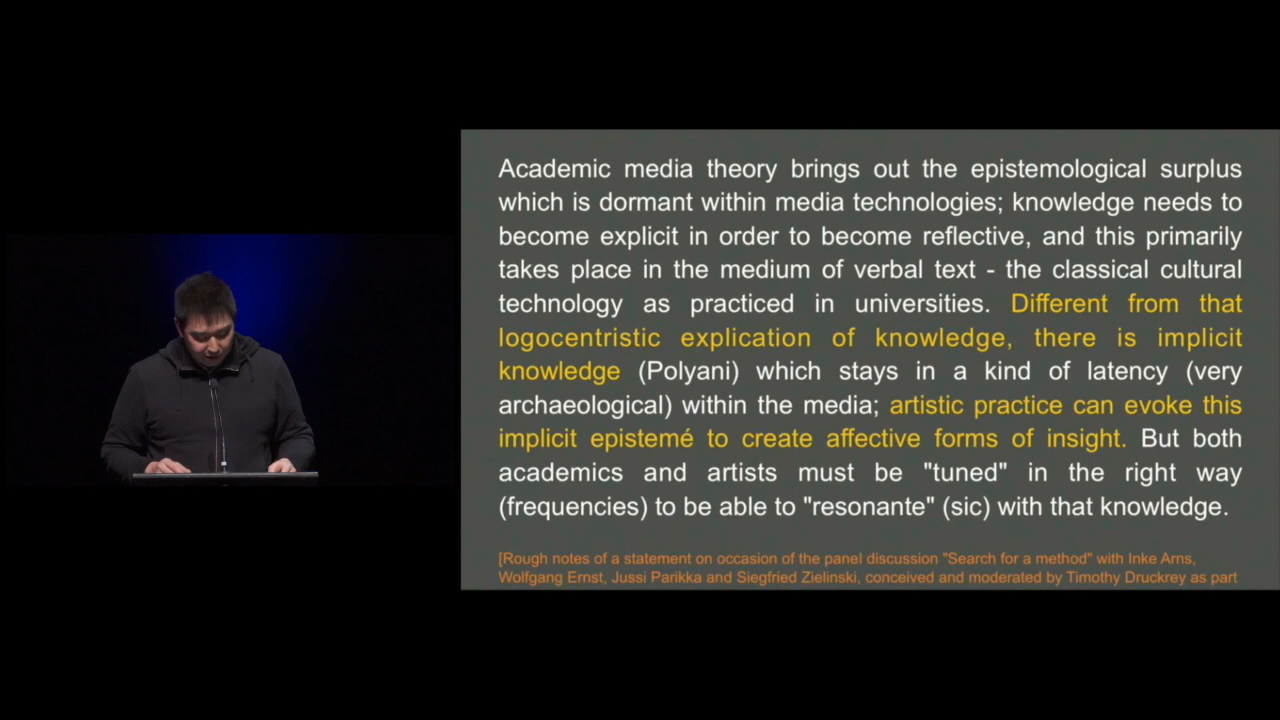 Academic media theory brings out the epistemological surplus
which is dormant within media technologies; knowledge needs to
become explicit in order to become reflective, and this primarily
takes place in the medium of verbal text - the classical cultural
technology as practiced in universities. Different from that
logocentristic explication of knowledge, there is implicit
knowledge (Polyani) which stays in a kind of latency (very
archaeological) within the media; artistic practice can evoke this
implicit epistemé to create affective forms of insight. But both
academics and artists must be "tuned" in the right way
(frequencies) to be able to "resonante" (sic) with that knowledge.
[Rough notes of a statement on occasion of the panel discussion "Search for a method" with Inke Arns,
Wolfgang Ernst, Jussi Parikka and Siegfried Zielinski, conceived and moderated by Timothy Druckrey as part